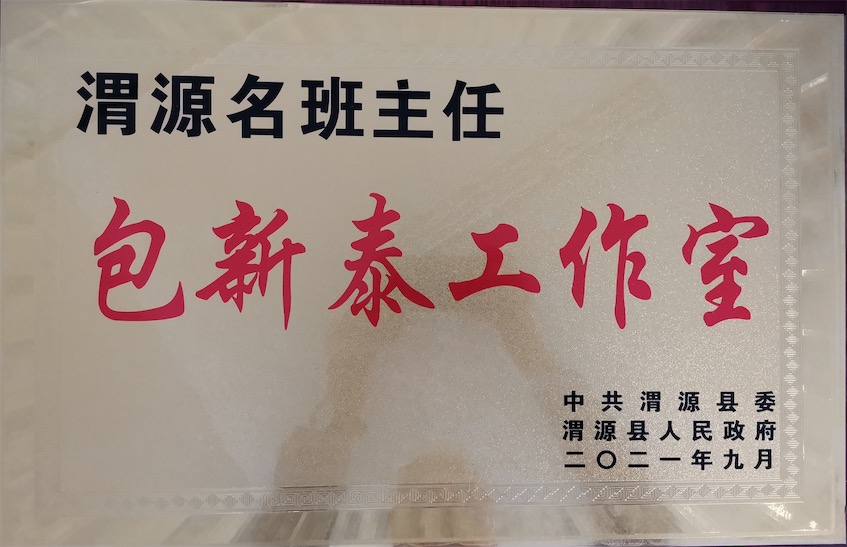 渭源名班主任
包新泰工作室
中共渭源县委
渭源县人民政府
二〇二一年九月